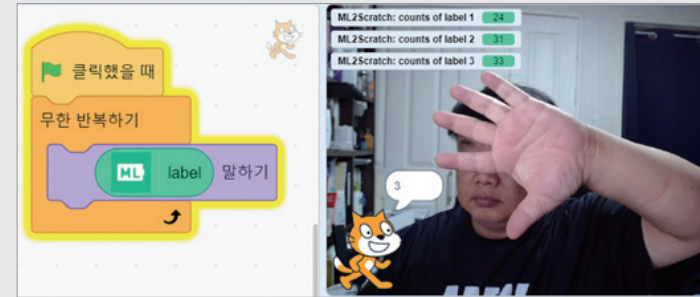 클릭했을 때
무한 반복하기
ML label 말하기
ML2Scratch: counts of label 1 24
ML2Scratch: counts of label 2 31
ML2Scratch: counts of label 3 33
3